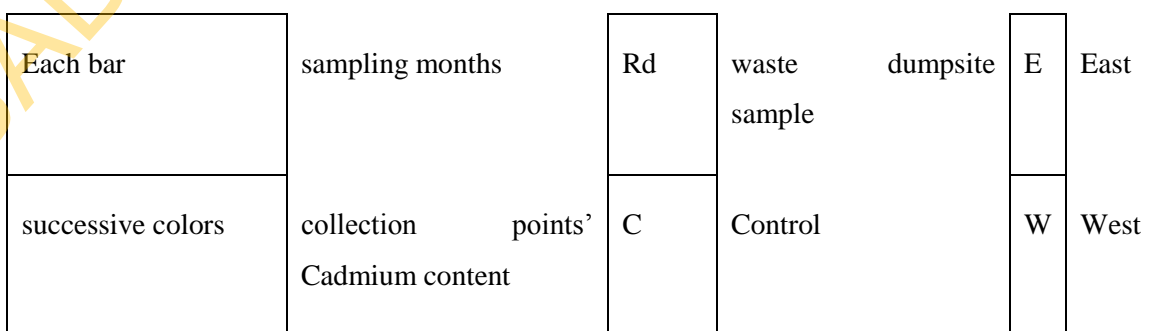 Each bar sampling months Rd waste dumpsite E East
sample
successive colors collection points’ C Control W West
Cadmium content